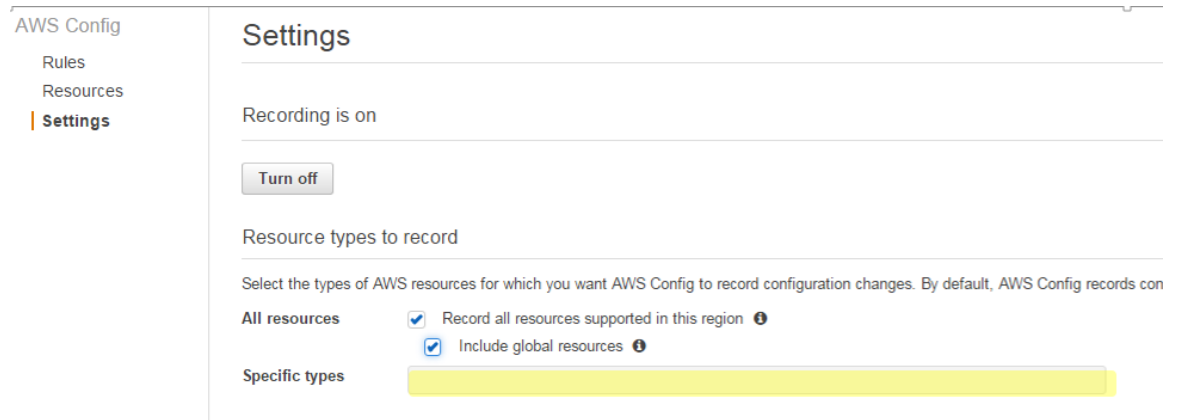 AWS Config
Rules
Resources
Settings
Settings
Recording is on
Turn off
Resource types to record
Select the types of AWS resources for which you want AWS Config to record configuration changes. By default, AWS Config records con
All resources
Record all resources supported in this region
Include global resources
Specific types